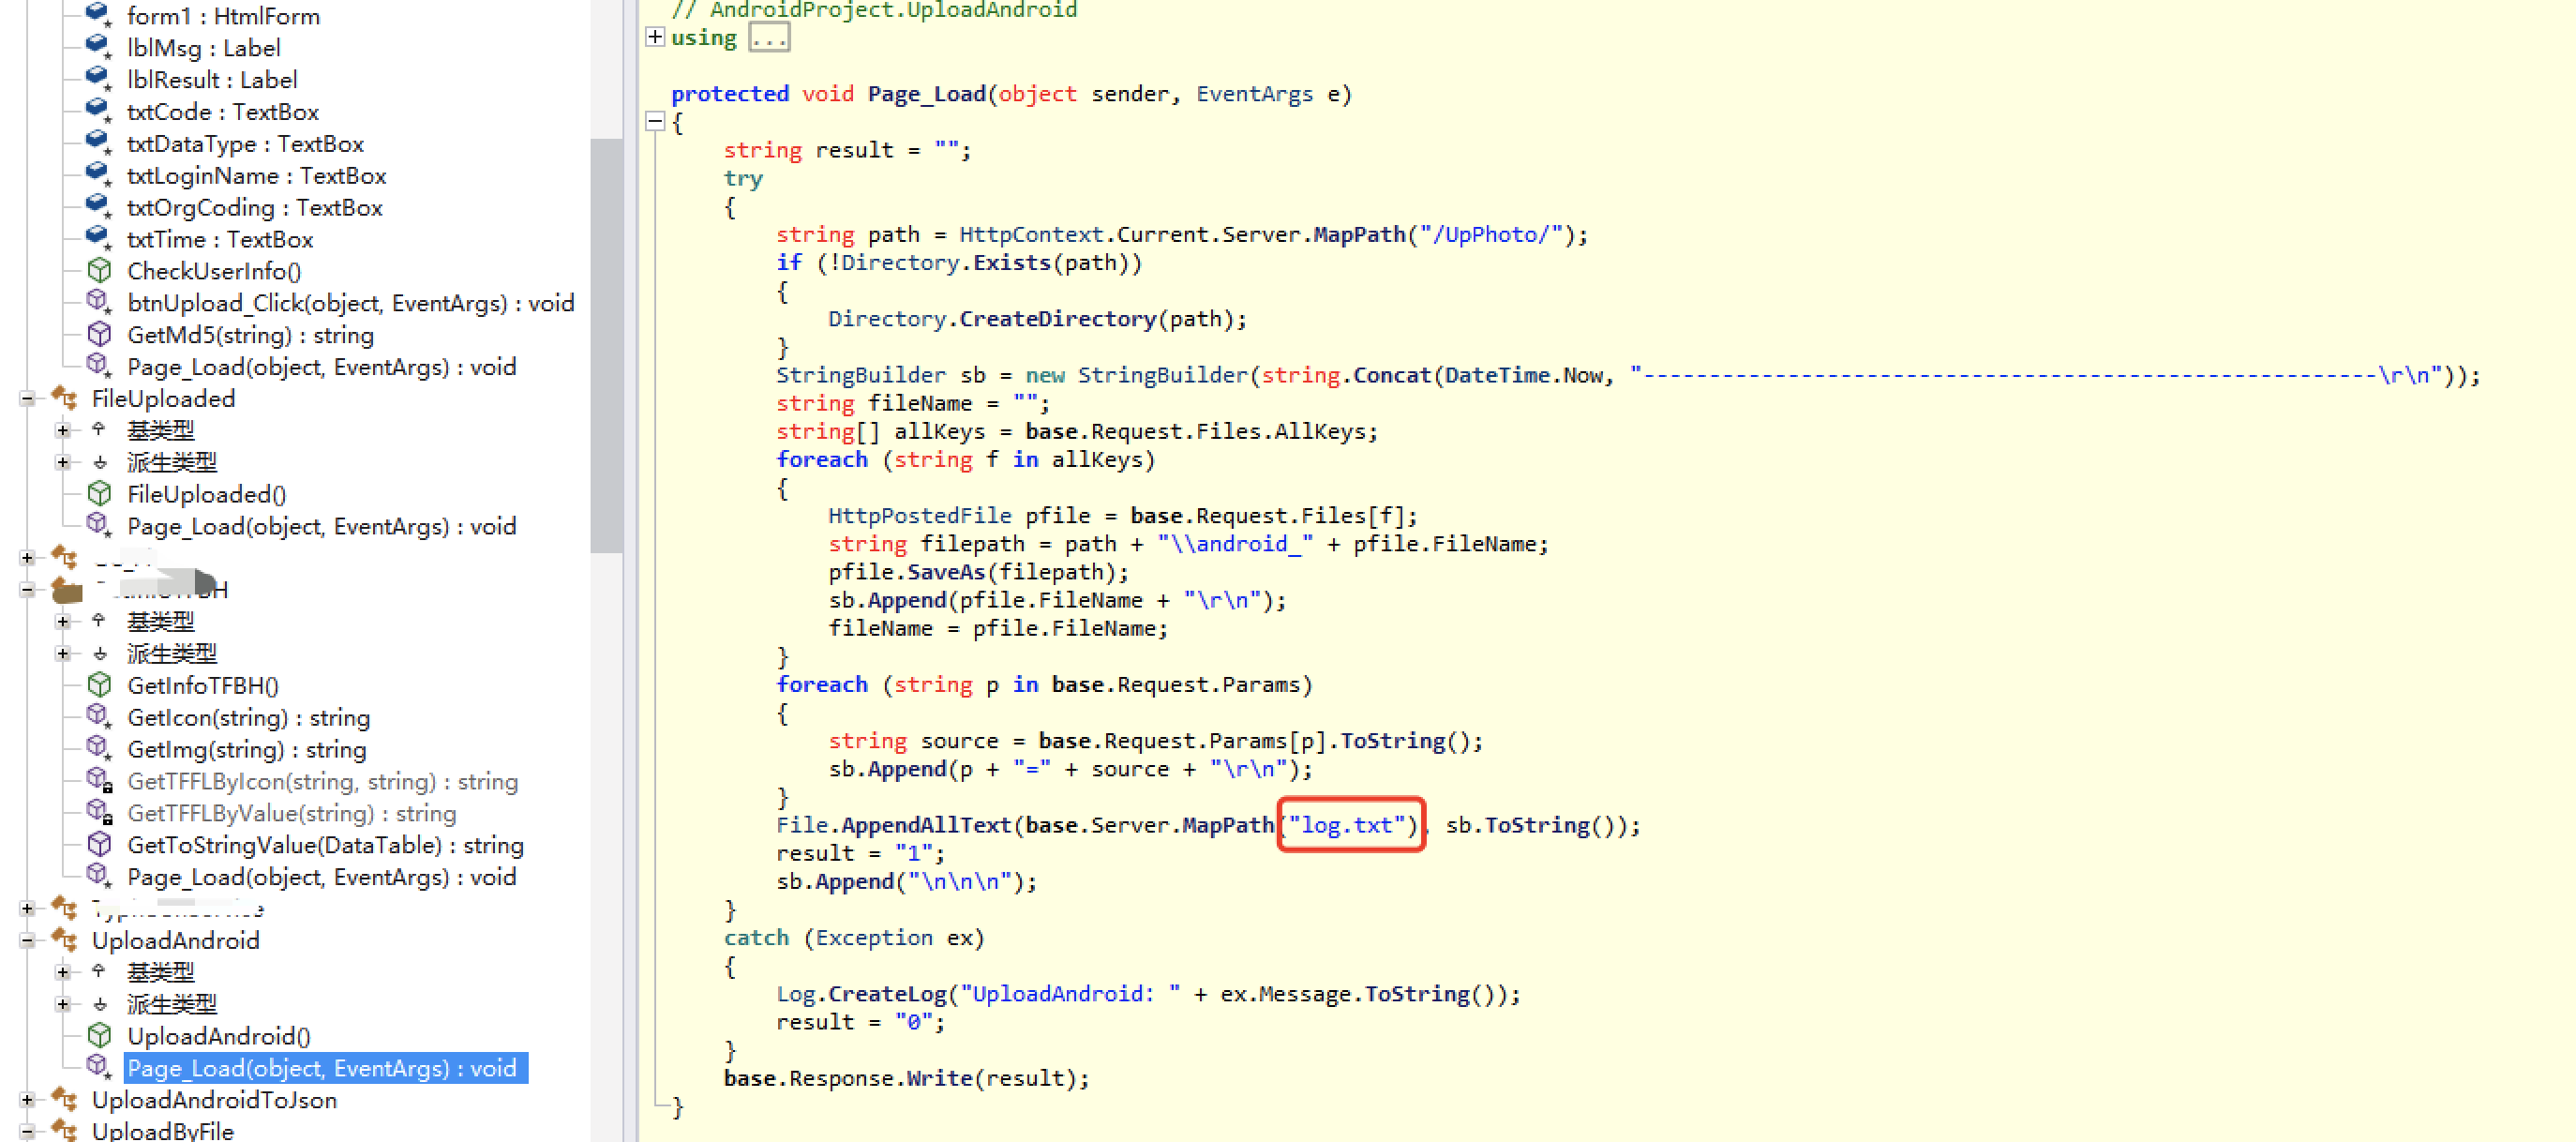 form1 : HtmlForm
lblMsg : Label
lblResult : Label
txtCode : TextBox
txtDataType : TextBox
txtLoginName : TextBox
txtOrgCoding : TextBox
txtTime : TextBox
CheckUserInfo()
btnUpload_Click(object, EventArgs) : void
GetMd5(string) : string
Page_Load(object, EventArgs) : void
FileUploaded
基类型
派生类型
FileUploaded()
Page_Load(object, EventArgs) : void
基类型
派生类型
GetInfoTFBH()
GetIcon(string) : string
GetImg(string) : string
GetTFFLByIcon(string, string) : string
GetTFFLByValue(string) : string
GetToStringValue(DataTable) : string
Page_Load(object, EventArgs) : void
UploadAndroid
基类型
派生类型
UploadAndroid()
Page_Load(object, EventArgs) : void
UploadAndroidToJson
UploadByFile
// AndroidProject.UploadAndroid
using ...
protected void Page_Load(object sender, EventArgs e)
{
string result = "";
try
{
string path = HttpContext.Current.Server.MapPath("/UpPhoto/");
if (!Directory.Exists(path))
{
Directory.CreateDirectory(path);
}
StringBuilder sb = new StringBuilder(string.Concat(DateTime.Now, "--------------------------------------------------------\r\n"));
string fileName = "";
string[] allKeys = base.Request.Files.AllKeys;
foreach (string f in allKeys)
{
HttpPostedFile pfile = base.Request.Files[f];
string filepath = path + "\\android_" + pfile.FileName;
pfile.SaveAs(filepath);
sb.Append(pfile.FileName + "\r\n");
fileName = pfile.FileName;
}
foreach (string p in base.Request.Params)
{
string source = base.Request.Params[p].ToString();
sb.Append(p + "=" + source + "\r\n");
}
File.AppendAllText(base.Server.MapPath("log.txt"), sb.ToString());
result = "1";
sb.Append("\n\n\n");
}
catch (Exception ex)
{
Log.CreateLog("UploadAndroid: " + ex.Message.ToString());
result = "0";
}
base.Response.Write(result);
}